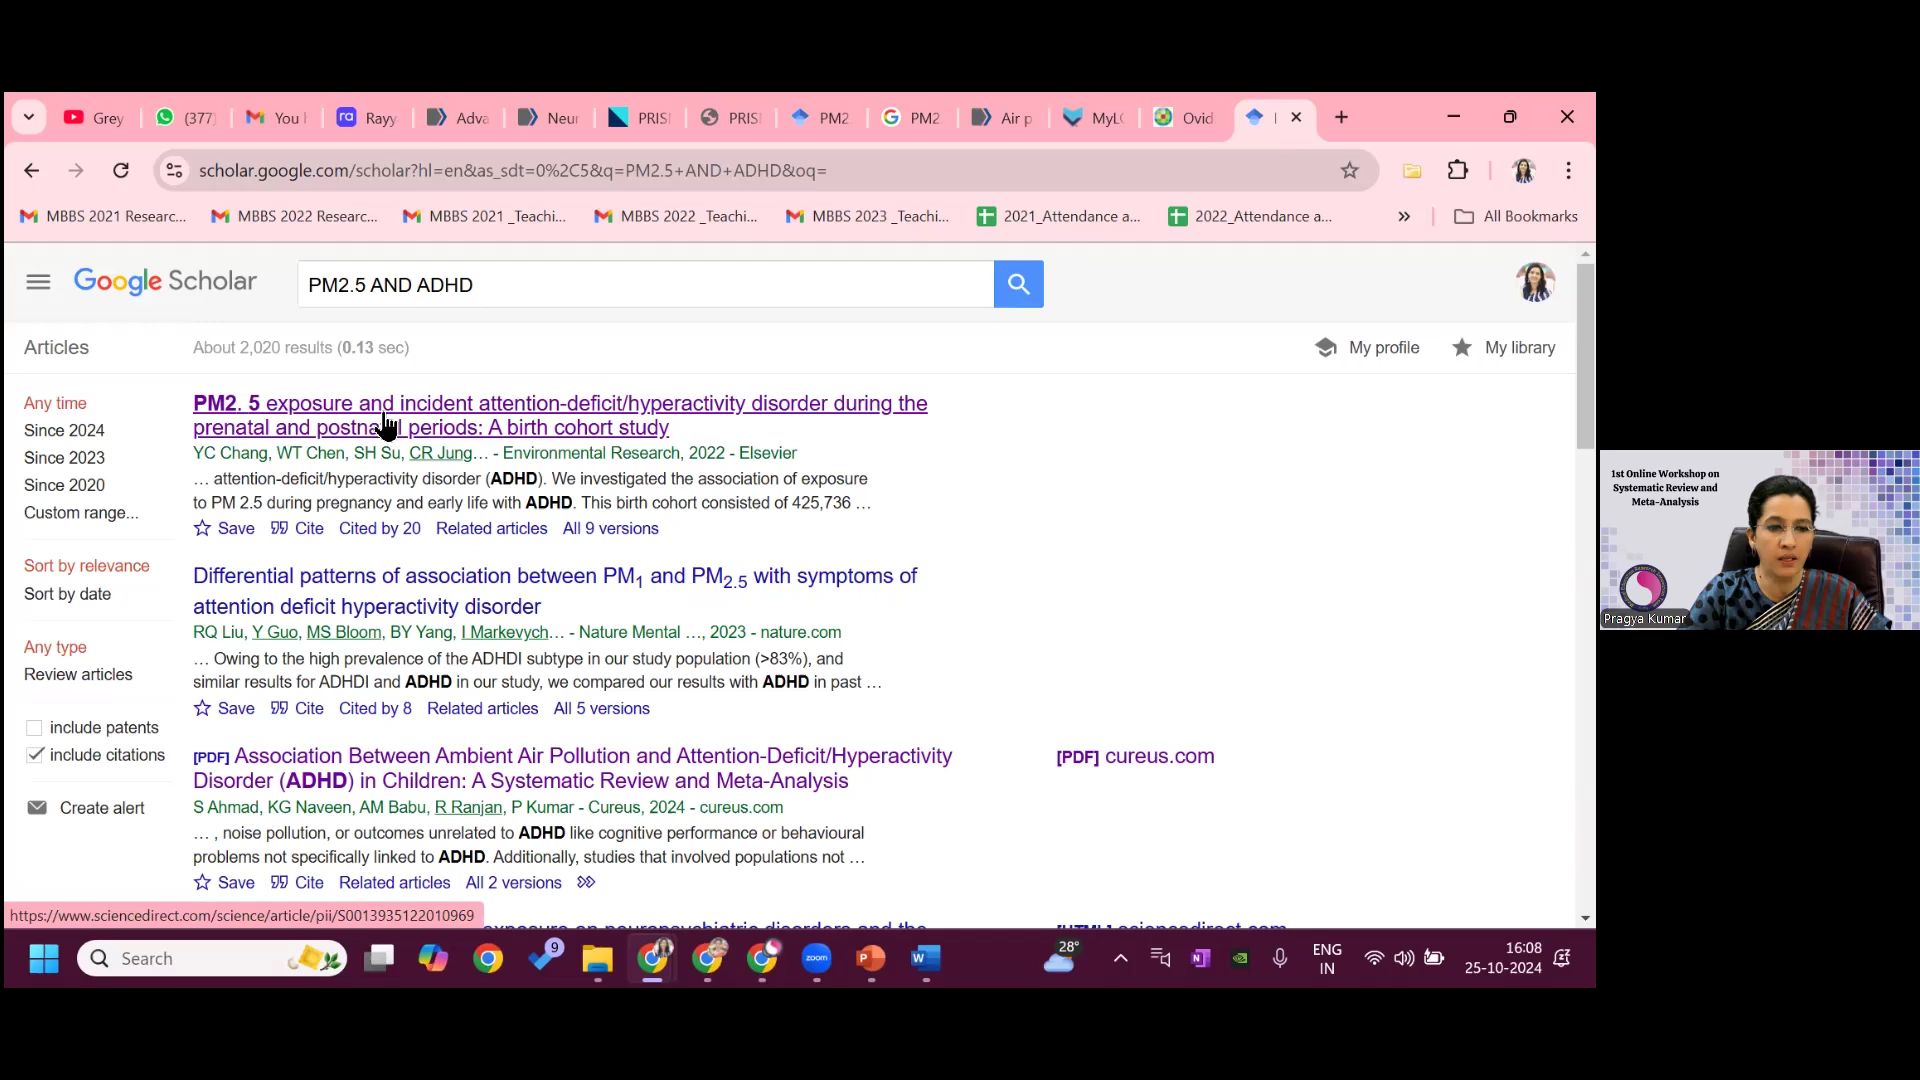 Grey
(377)
You
Rayy
Adva
Neur
PRIS
PRIS
PM2
PM2
Air p
MyL
Ovid
scholar.google.com/scholar?hl=en&as_sdt=0%2C5&q=PM2.5+AND+ADHD&oq=
MBBS 2021 Researc...
MBBS 2022 Researc...
MBBS 2021 _Teachi...
MBBS 2022 _Teachi...
MBBS 2023 _Teachi...
2021_Attendance a...
2022_Attendance a...
All Bookmarks
Google Scholar
PM2.5 AND ADHD
Articles
About 2,020 results (0.13 sec)
My profile
My library
Any time
Since 2024
Since 2023
Since 2020
Custom range...
Sort by relevance
Sort by date
Any type
Review articles
include patents
include citations
Create alert
PM2. 5 exposure and incident attention-deficit/hyperactivity disorder during the
prenatal and postnatal periods: A birth cohort study
YC Chang, WT Chen, SH Su, CR Jung… - Environmental Research, 2022 - Elsevier
… attention-deficit/hyperactivity disorder (ADHD). We investigated the association of exposure
to PM 2.5 during pregnancy and early life with ADHD. This birth cohort consisted of 425,736 …
Save Cite Cited by 20 Related articles All 9 versions
Differential patterns of association between PM1 and PM2.5 with symptoms of
attention deficit hyperactivity disorder
RQ Liu, Y Guo, MS Bloom, BY Yang, I Markevych… - Nature Mental …, 2023 - nature.com
… Owing to the high prevalence of the ADHDI subtype in our study population (>83%), and
similar results for ADHDI and ADHD in our study, we compared our results with ADHD in past …
Save Cite Cited by 8 Related articles All 5 versions
[PDF] Association Between Ambient Air Pollution and Attention-Deficit/Hyperactivity
Disorder (ADHD) in Children: A Systematic Review and Meta-Analysis
[PDF] cureus.com
S Ahmad, KG Naveen, AM Babu, R Ranjan, P Kumar - Cureus, 2024 - cureus.com
… , noise pollution, or outcomes unrelated to ADHD like cognitive performance or behavioural
problems not specifically linked to ADHD. Additionally, studies that involved populations not …
Save Cite Related articles All 2 versions
https://www.sciencedirect.com/science/article/pii/S0013935122010969
exposure on neuropsychiatric disorders and the
[HTML] sciencedirect.com
Search
9
zoom
28°
ENG
IN
16:08
25-10-2024
1st Online Workshop on
Systematic Review and
Meta-Analysis
Pragya Kumar